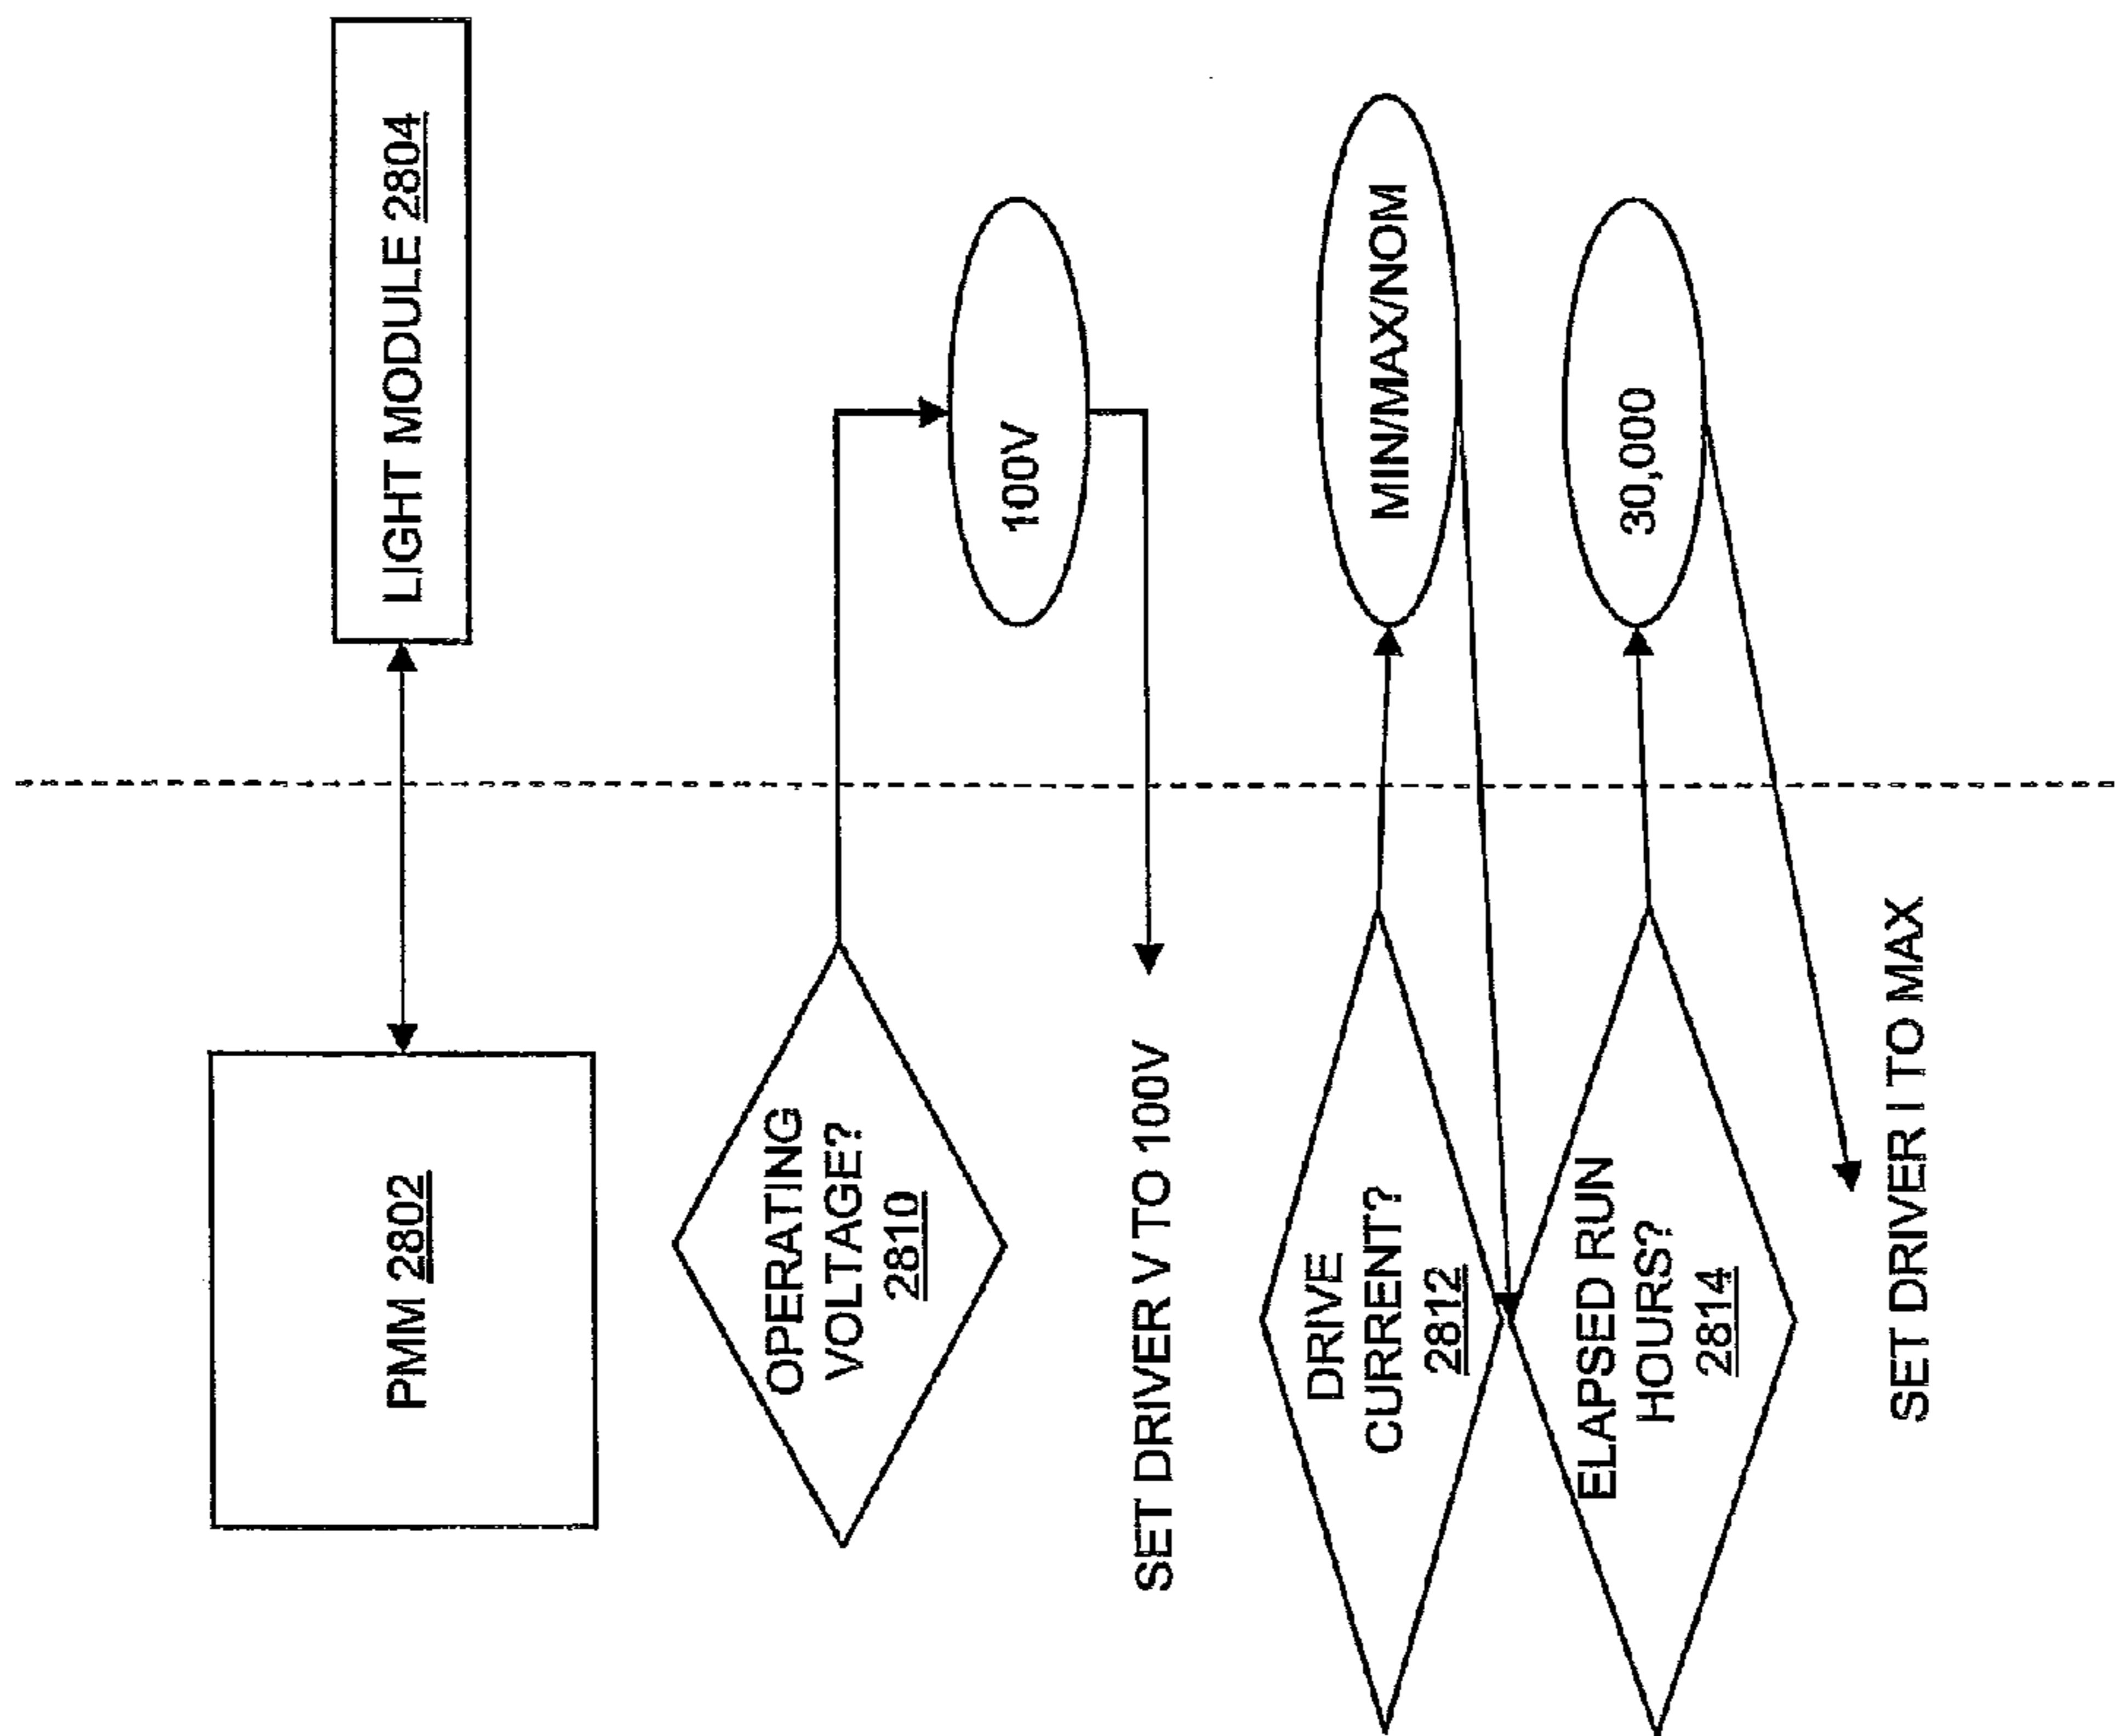 PMM 2802
LIGHT MODULE 2804
OPERATING
VOLTAGE?
2810
100V
SET DRIVER V TO 100V
DRIVE
CURRENT?
2812
MIN/MAX/NOM
ELAPSED RUN
HOURS?
2814
30,000
SET DRIVER I TO MAX